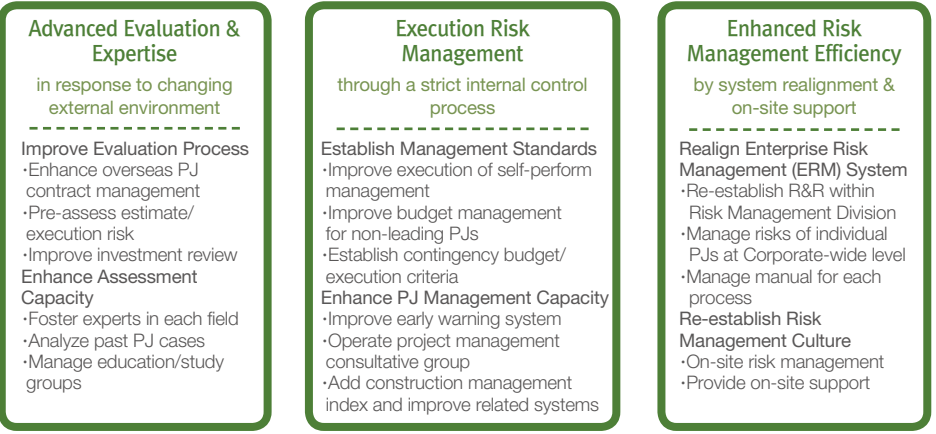 Advanced Evaluation &
Expertise
in response to changing
external environment
Improve Evaluation Process
·Enhance overseas PJ
contract management
·Pre-assess estimate/
execution risk
·Improve investment review
Enhance Assessment
Capacity
·Foster experts in each field
·Analyze past PJ cases
·Manage education/study
groups
Execution Risk
Management
through a strict internal control
process
Establish Management Standards
·Improve execution of self-perform
management
·Improve budget management
for non-leading PJs
·Establish contingency budget/
execution criteria
Enhance PJ Management Capacity
·Improve early warning system
·Operate project management
consultative group
·Add construction management
index and improve related systems
Enhanced Risk
Management Efficiency
by system realignment &
on-site support
Realign Enterprise Risk
Management (ERM) System
·Re-establish R&R within
Risk Management Division
·Manage risks of individual
PJs at Corporate-wide level
·Manage manual for each
process
Re-establish Risk
Management Culture
·On-site risk management
·Provide on-site support